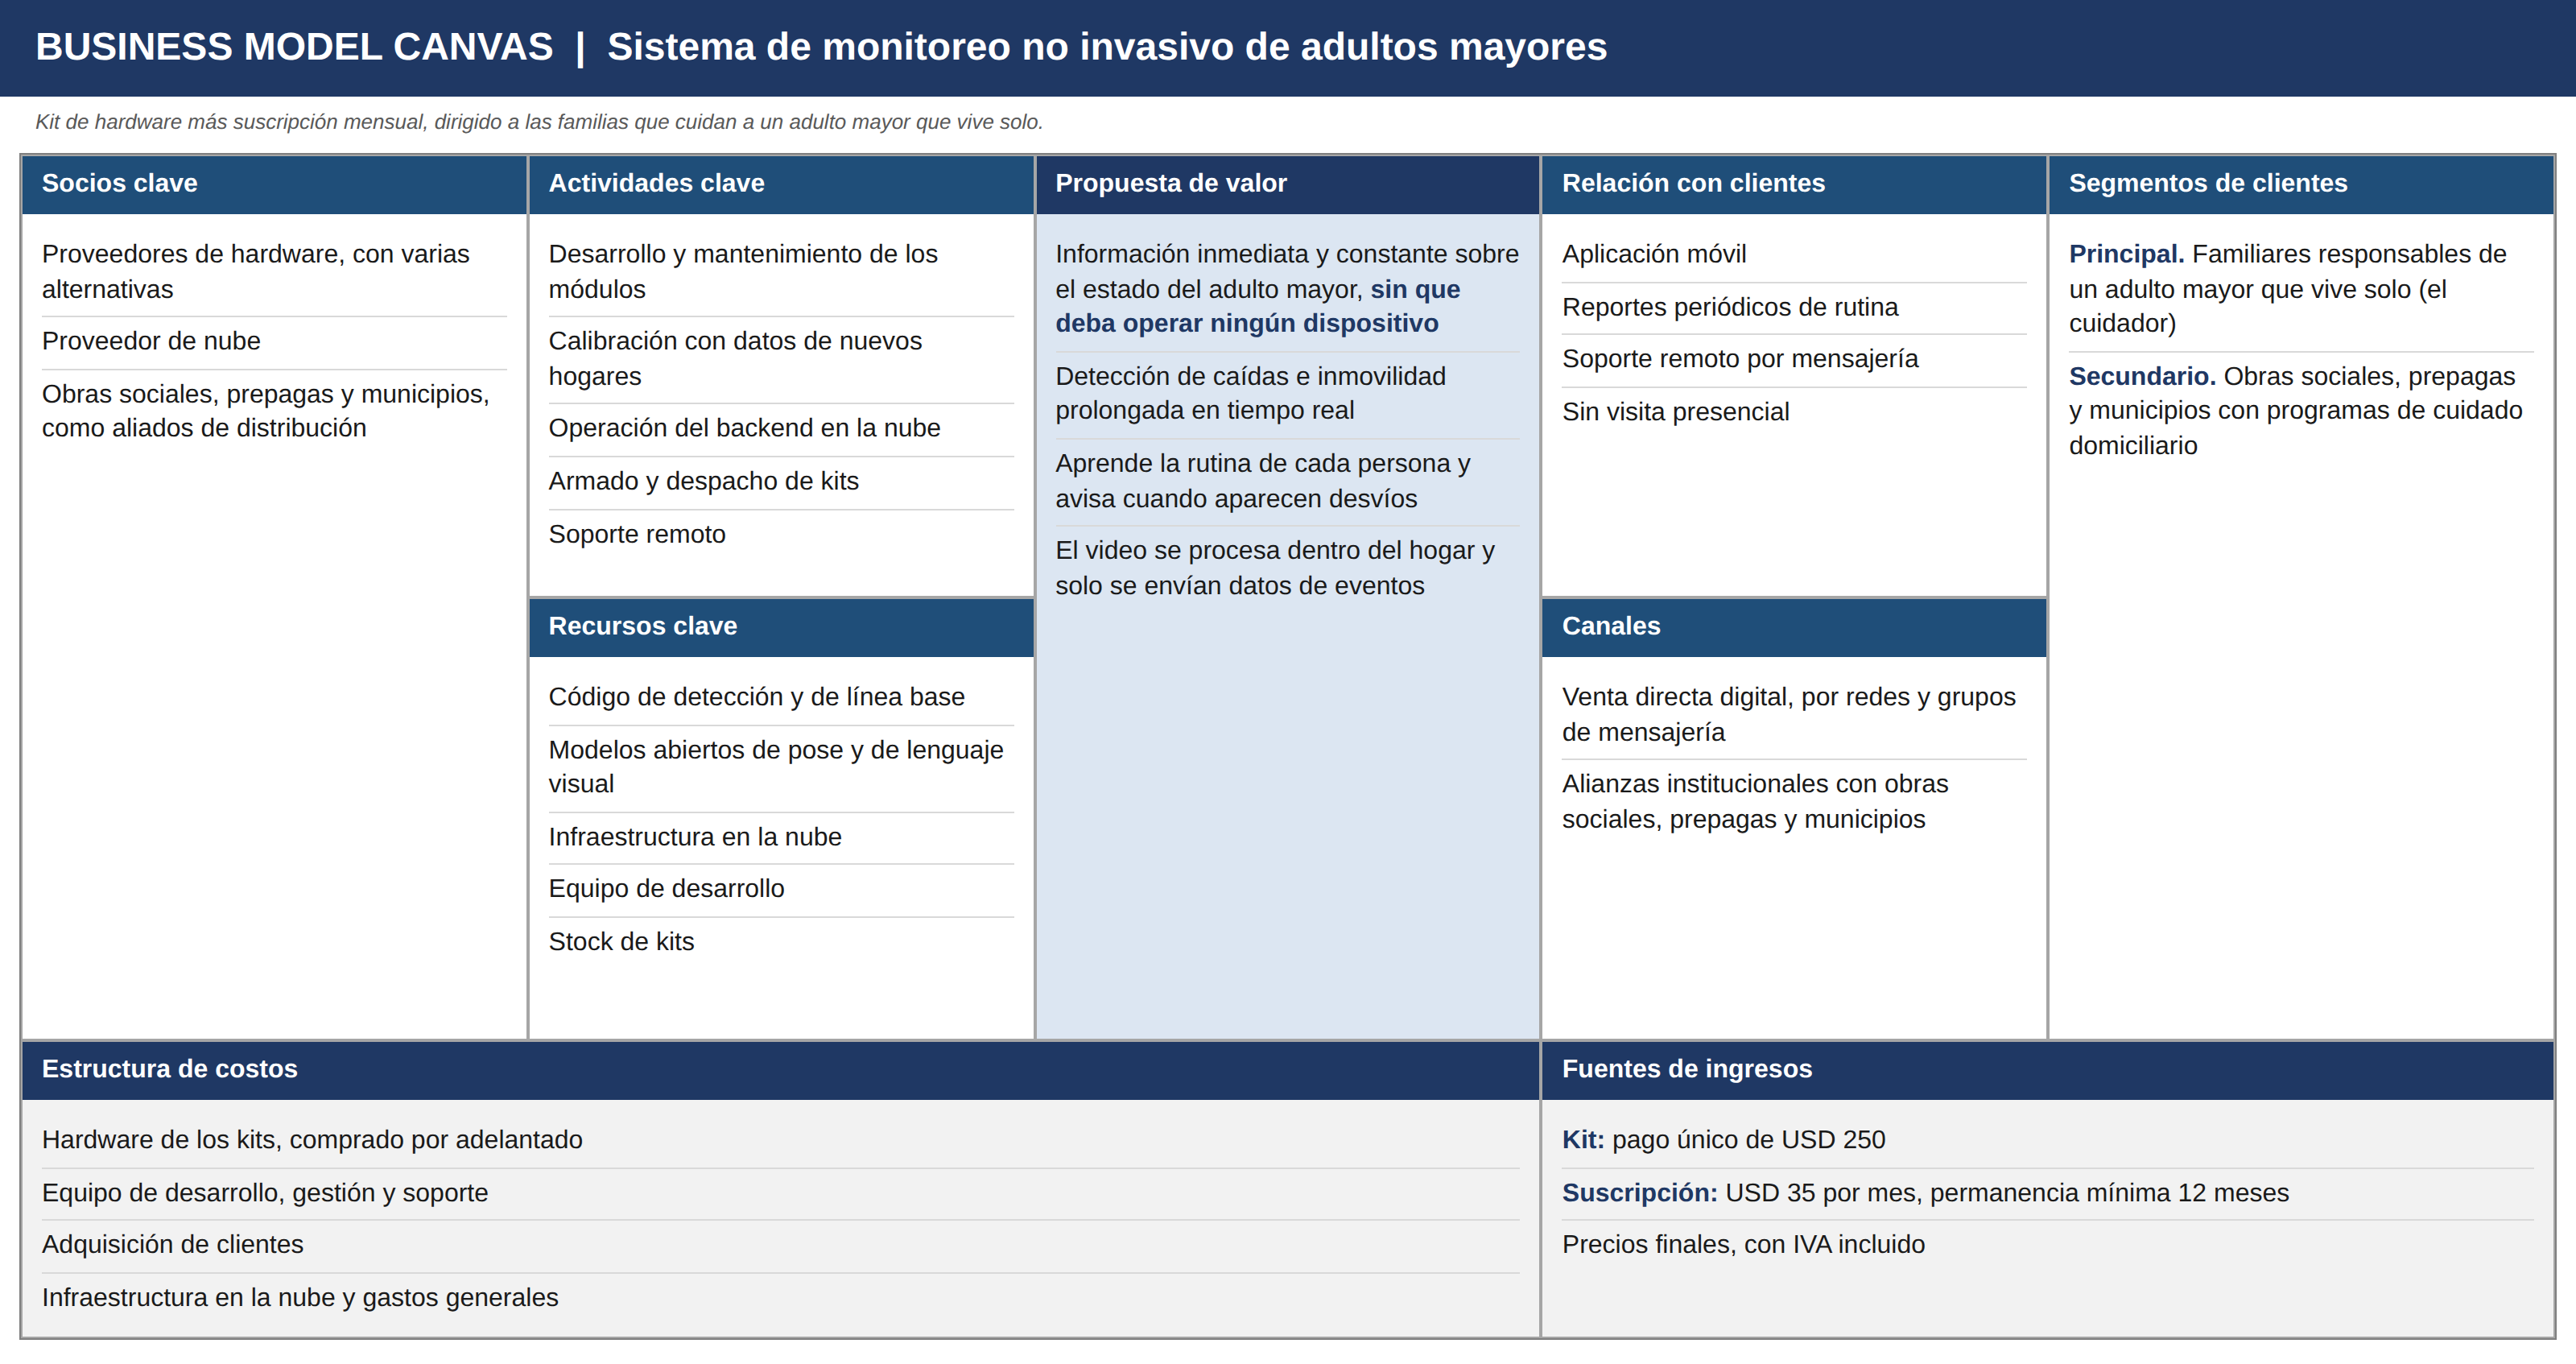 BUSINESS MODEL CANVAS | Sistema de monitoreo no invasivo de adultos mayores
Kit de hardware más suscripción mensual, dirigido a las familias que cuidan a un adulto mayor que vive solo.
Socios clave
Proveedores de hardware, con varias
alternativas
Proveedor de nube
Obras sociales, prepagas y municipios,
como aliados de distribución
Actividades clave
Desarrollo y mantenimiento de los
módulos
Calibración con datos de nuevos
hogares
Operación del backend en la nube
Armado y despacho de kits
Soporte remoto
Recursos clave
Código de detección y de línea base
Modelos abiertos de pose y de lenguaje
visual
Infraestructura en la nube
Equipo de desarrollo
Stock de kits
Propuesta de valor
Información inmediata y constante sobre
el estado del adulto mayor, sin que
deba operar ningún dispositivo
Detección de caídas e inmovilidad
prolongada en tiempo real
Aprende la rutina de cada persona y
avisa cuando aparecen desvíos
El video se procesa dentro del hogar y
solo se envían datos de eventos
Relación con clientes
Aplicación móvil
Reportes periódicos de rutina
Soporte remoto por mensajería
Sin visita presencial
Canales
Venta directa digital, por redes y grupos
de mensajería
Alianzas institucionales con obras
sociales, prepagas y municipios
Segmentos de clientes
Principal. Familiares responsables de
un adulto mayor que vive solo (el
cuidador)
Secundario. Obras sociales, prepagas
y municipios con programas de cuidado
domiciliario
Estructura de costos
Hardware de los kits, comprado por adelantado
Equipo de desarrollo, gestión y soporte
Adquisición de clientes
Infraestructura en la nube y gastos generales
Fuentes de ingresos
Kit: pago único de USD 250
Suscripción: USD 35 por mes, permanencia mínima 12 meses
Precios finales, con IVA incluido